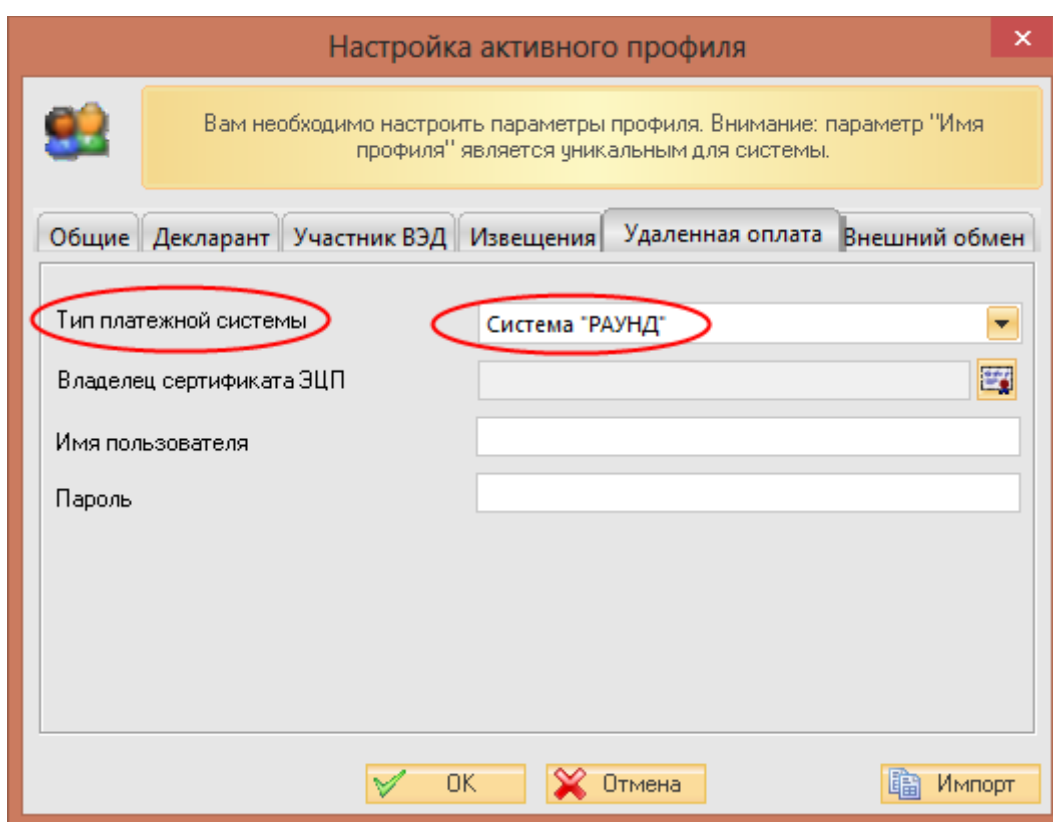 Настройка активного профиля
Вам необходимо настроить параметры профиля. Внимание: параметр "Имя
профиля" является уникальным для системы.
Общие Декларант Участник ВЭД Извещения Удаленная оплата Внешний обмен
Тип платежной системы Система "РАУНД"
Владелец сертификата ЭЦП
Имя пользователя
Пароль
OK Отмена Импорт